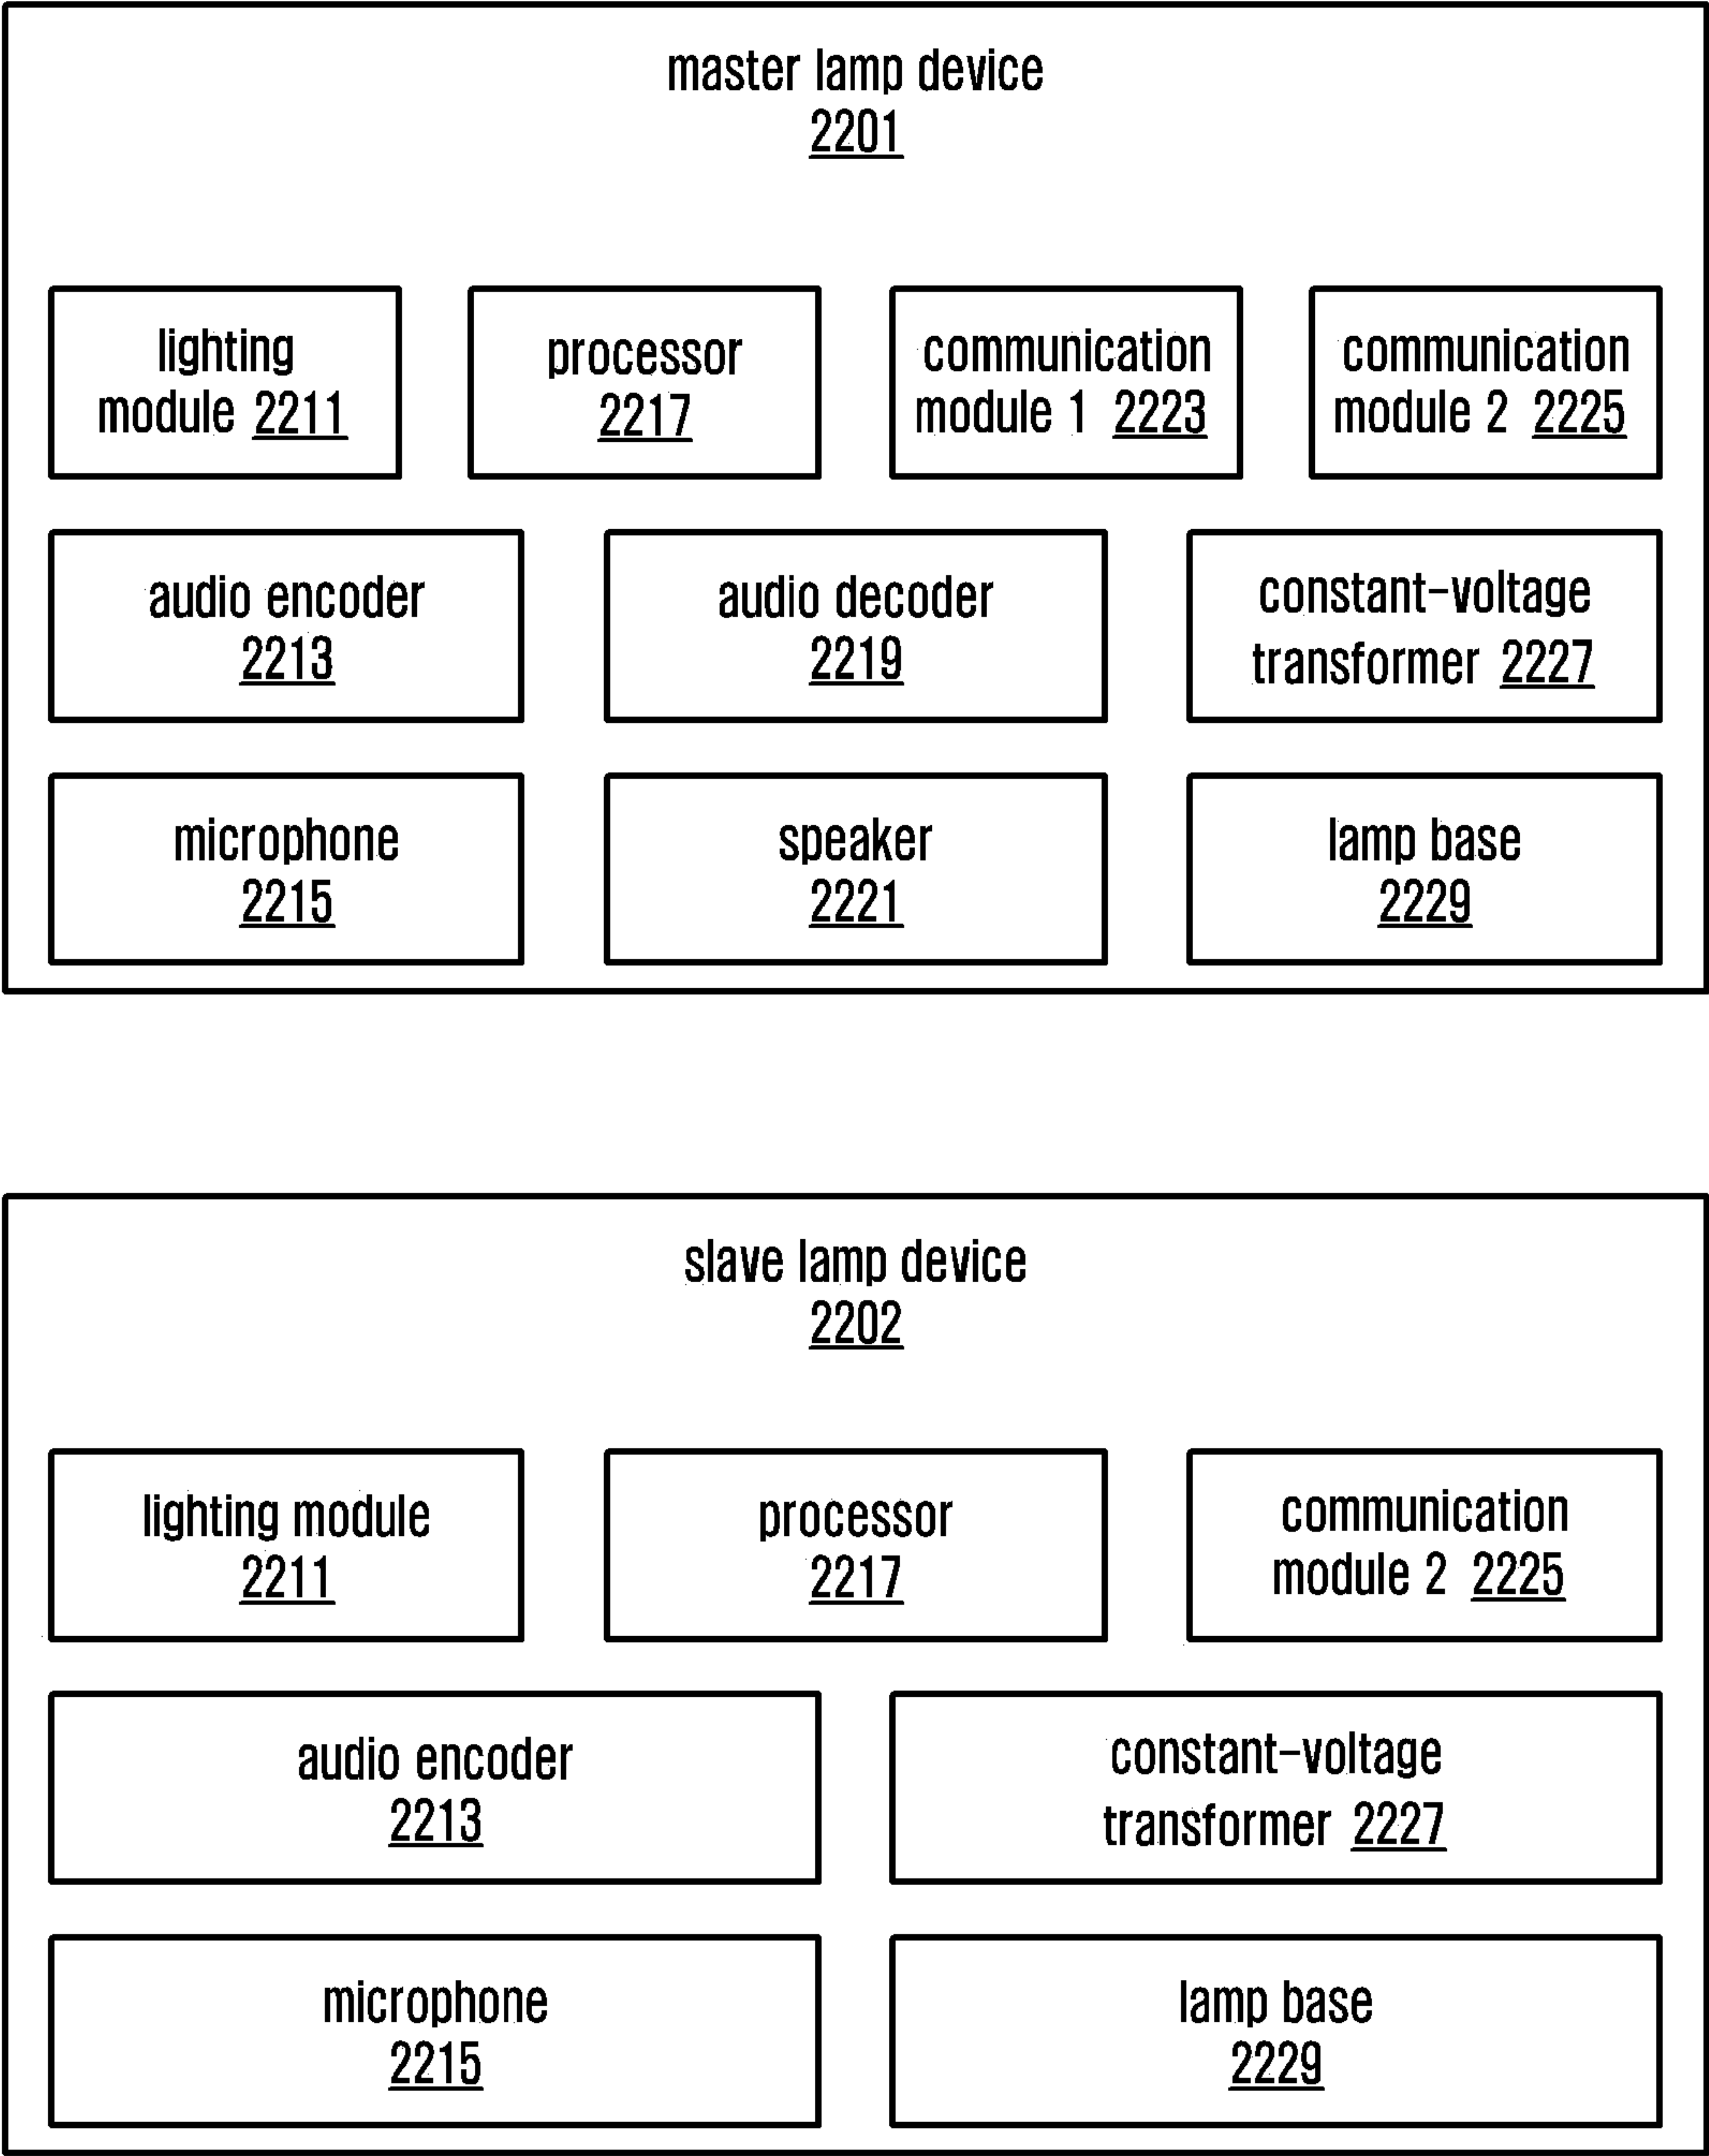 master lamp device
2201
lighting
module 2211
processor
2217
communication
module 1 2223
communication
module 2 2225
audio encoder
2213
audio decoder
2219
constant-voltage
transformer 2227
microphone
2215
speaker
2221
lamp base
2229
slave lamp device
2202
lighting module
2211
processor
2217
communication
module 2 2225
audio encoder
2213
constant-voltage
transformer 2227
microphone
2215
lamp base
2229